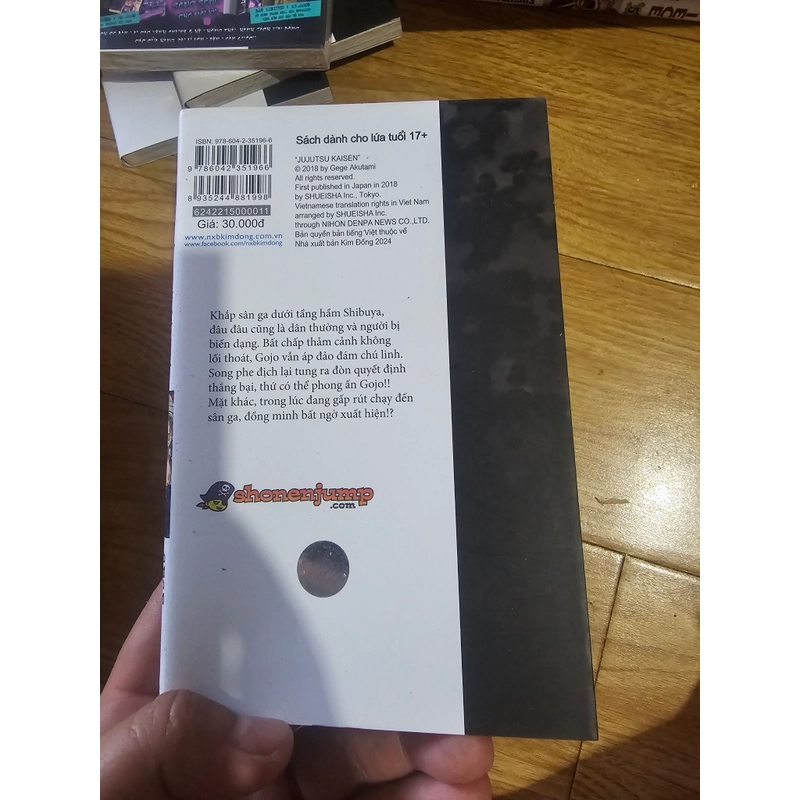 ISBN: 978-604-2-35196-6
9 786042 351966
8 935244 881998
6242215000011
Giá: 30.000đ
www.nxbkimdong.com.vn
www.facebook.com/nxbkimdong
Sách dành cho lứa tuổi 17+
"JUJUTSU KAISEN"
© 2018 by Gege Akutami
All rights reserved.
First published in Japan in 2018
by SHUEISHA Inc., Tokyo.
Vietnamese translation rights in Viet Nam
arranged by SHUEISHA Inc.
through NIHON DENPA NEWS CO.,LTD.
Bản quyền bản tiếng Việt thuộc về
Nhà xuất bản Kim Đồng 2024
Khắp sân ga dưới tầng hầm Shibuya,
đâu đâu cũng là dân thường và người bị
biến dạng. Bất chấp thảm cảnh không
lối thoát, Gojo vẫn áp đảo đám chú linh.
Song phe địch lại tung ra đòn quyết định
thắng bại, thứ có thể phong ấn Gojo!!
Mặt khác, trong lúc đang gấp rút chạy đến
sân ga, đồng minh bất ngờ xuất hiện!?
shonenjump
.com